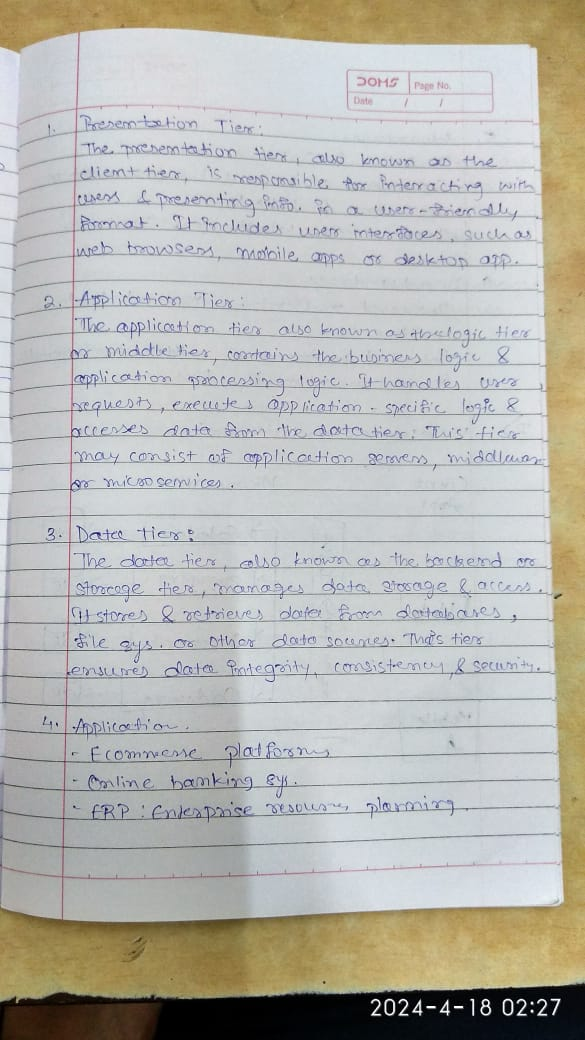 DOMS Page No.
Date / /
1. Presentation Tier:
The presentation tier, also known as the
client tier, is responsible for interacting with
users & presenting info. in a user-friendly
format. It includes user interfaces, such as
web browsers, mobile apps or desktop app.
2. Application Tier:
The application tier also known as the logic tier
or middle tier, contains the business logic &
application processing logic. It handles user
requests, executes application-specific logic &
accesses data from the data tier. This tier
may consist of application servers, middleware
or microservices.
3. Data tier:
The data tier, also known as the backend or
storage tier, manages data storage & access.
It stores & retrieves data from databases,
file sys. or other data sources. This tier
ensures data integrity, consistency, & security.
4. Application.
- Ecommerse platforms
- Online banking sys.
- ERP : Enterprise resourses planning.
2024-4-18 02:27